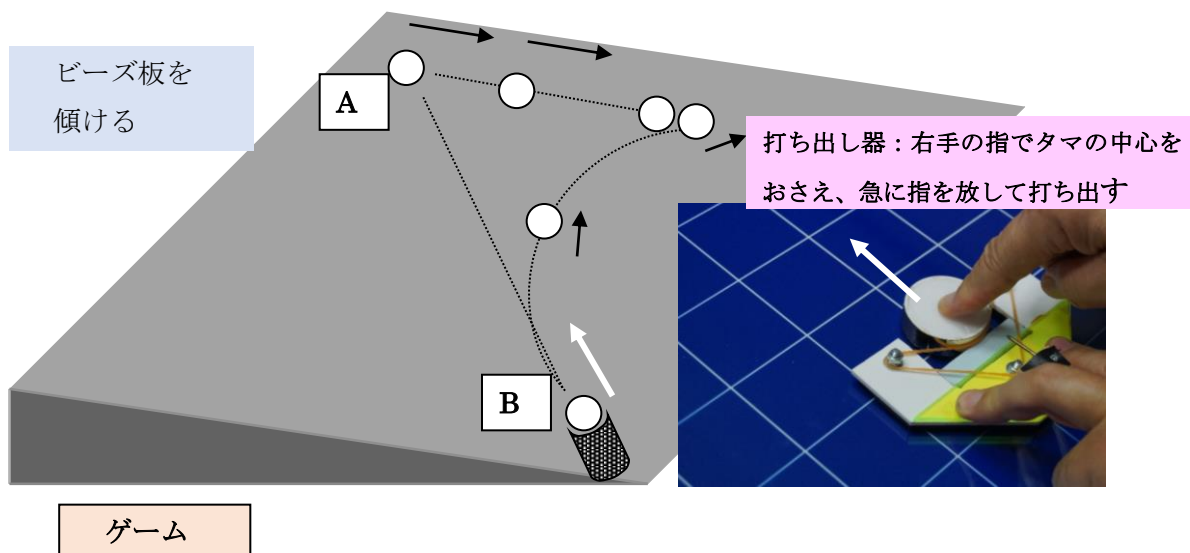 ビーズ板を
傾ける
A
打ち出し器：右手の指でタマの中心を
おさえ、急に指を放して打ち出す
B
ゲーム